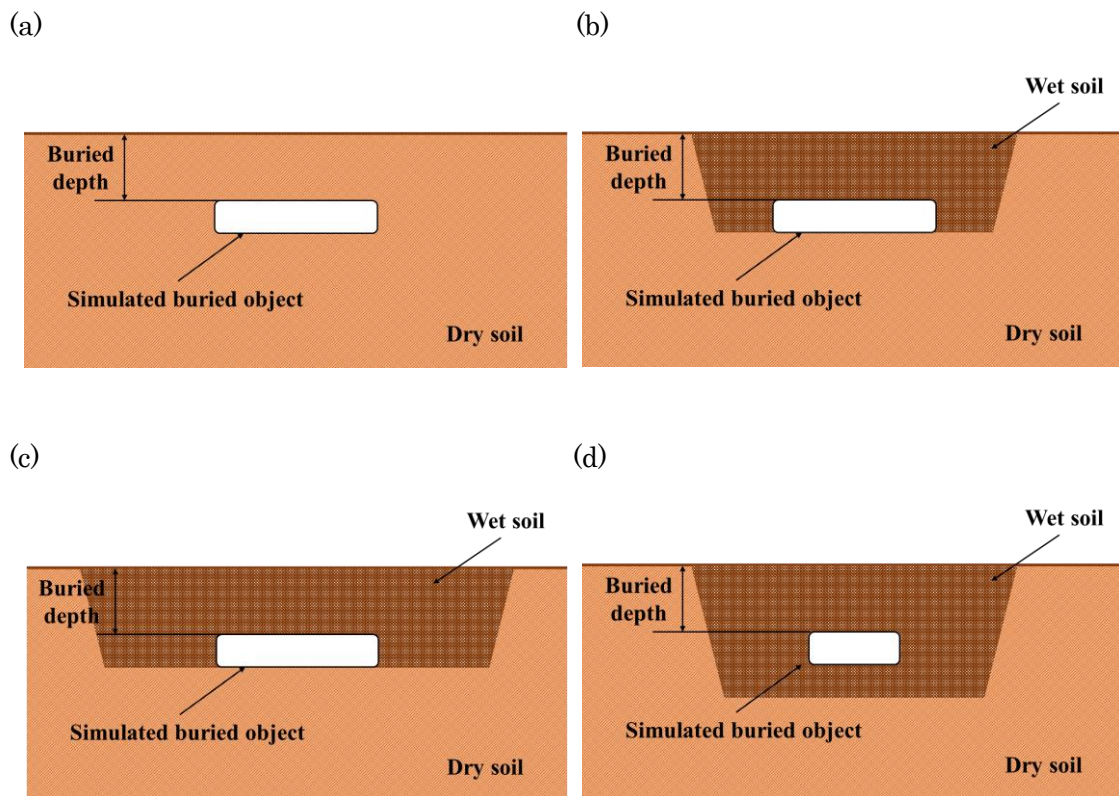 (a)
Buried
depth
Simulated buried object
Dry soil
(b)
Wet soil
Buried
depth
Simulated buried object
Dry soil
(c)
Wet soil
Buried
depth
Simulated buried object
Dry soil
(d)
Wet soil
Buried
depth
Simulated buried object
Dry soil